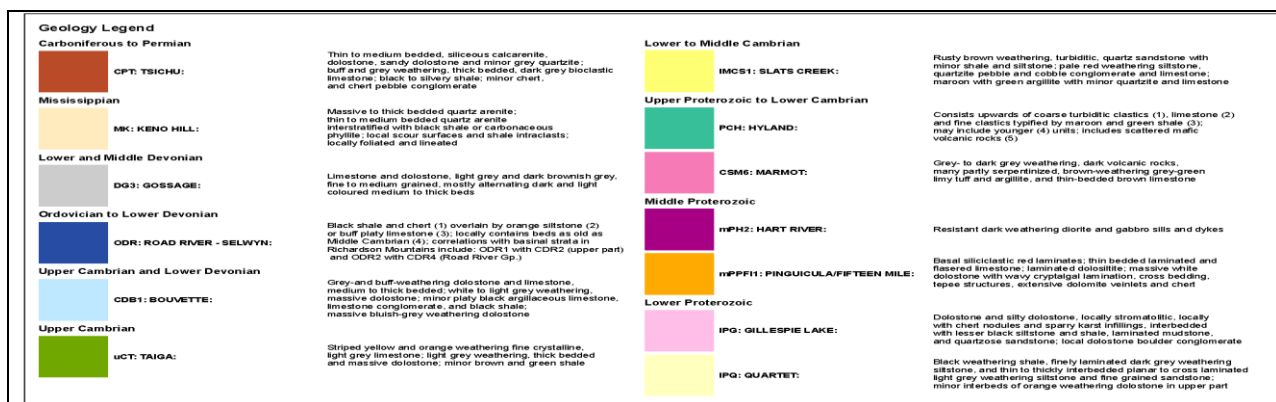 Geology Legend
Carboniferous to Permian
CPT: TSICHU:
Thin to medium bedded, siliceous calcarenite,
dolostone, sandy dolostone and minor grey quartzite;
buff and grey weathering, thick bedded, dark grey bioclastic
limestone; black to silvery shale; minor chert,
and chert pebble conglomerate
Mississippian
MK: KENO HILL:
Massive to thick bedded quartz arenite;
thin to medium bedded quartz arenite
interstratified with black shale or carbonaceous
phyllite; local scour surfaces and shale intraclasts;
locally foliated and lineated
Lower and Middle Devonian
DG3: GOSSAGE:
Limestone and dolostone, light grey and dark brownish grey,
fine to medium grained, mostly alternating dark and light
coloured medium to thick beds
Ordovician to Lower Devonian
ODR: ROAD RIVER - SELWYN:
Black shale and chert (1) overlain by orange siltstone (2)
or buff platy limestone (3); locally contains beds as old as
Middle Cambrian (4); correlations with basinal strata in
Richardson Mountains include: ODR1 with CDR2 (upper part)
and ODR2 with CDR4 (Road River Gp.)
Upper Cambrian and Lower Devonian
CDB1: BOUVETTE:
Grey-and buff-weathering dolostone and limestone,
medium to thick bedded; white to light grey weathering,
massive dolostone; minor platy black argillaceous limestone,
limestone conglomerate, and black shale;
massive bluish-grey weathering dolostone
Upper Cambrian
uCT: TAIGA:
Striped yellow and orange weathering fine crystalline,
light grey limestone; light grey weathering, thick bedded
and massive dolostone; minor brown and green shale
Lower to Middle Cambrian
IMCS1: SLATS CREEK:
Rusty brown weathering, turbiditic, quartz sandstone with
minor shale and siltstone; pale red weathering siltstone,
quartzite pebble and cobble conglomerate and limestone;
maroon with green argillite with minor quartzite and limestone
Upper Proterozoic to Lower Cambrian
PCH: HYLAND:
Consists upwards of coarse turbiditic clastics (1), limestone (2)
and fine clastics typified by maroon and green shale (3);
may include younger (4) units; includes scattered mafic
volcanic rocks (5)
CSM6: MARMOT:
Grey- to dark grey weathering, dark volcanic rocks,
many partly serpentinized, brown-weathering grey-green
limy tuff and argillite, and thin-bedded brown limestone
Middle Proterozoic
mPH2: HART RIVER:
Resistant dark weathering diorite and gabbro sills and dykes
mPPFI1: PINGUICULA/FIFTEEN MILE:
Basal siliciclastic red laminates; thin bedded laminated and
flasered limestone; laminated dolosiltite; massive white
dolostone with wavy cryptalgal lamination, cross bedding,
tepee structures, extensive dolomite veinlets and chert
Lower Proterozoic
IPG: GILLESPIE LAKE:
Dolostone and silty dolostone, locally stromatolitic, locally
with chert nodules and sparry karst infillings, interbedded
with lesser black siltstone and shale, laminated mudstone,
and quartzose sandstone; local dolostone boulder conglomerate
IPQ: QUARTET:
Black weathering shale, finely laminated dark grey weathering
siltstone, and thin to thickly interbedded planar to cross laminated
light grey weathering siltstone and fine grained sandstone;
minor interbeds of orange weathering dolostone in upper part